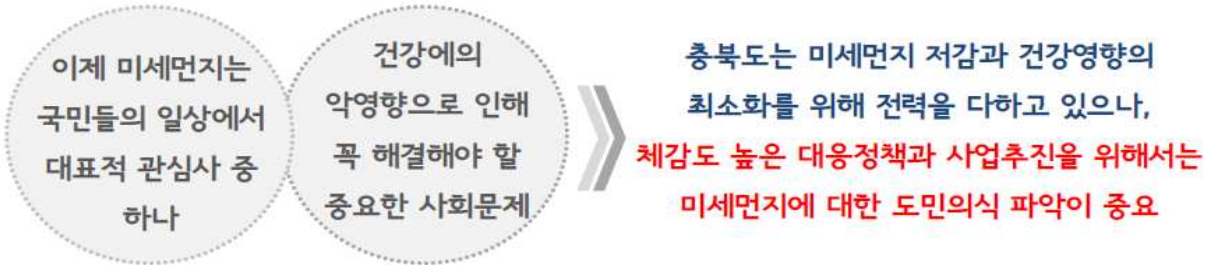 이제 미세먼지는
국민들의 일상에서
대표적 관심사 중
하나
건강에의
악영향으로 인해
꼭 해결해야 할
중요한 사회문제
충북도는 미세먼지 저감과 건강영향의
최소화를 위해 전력을 다하고 있으나,
체감도 높은 대응정책과 사업추진을 위해서는
미세먼지에 대한 도민의식 파악이 중요